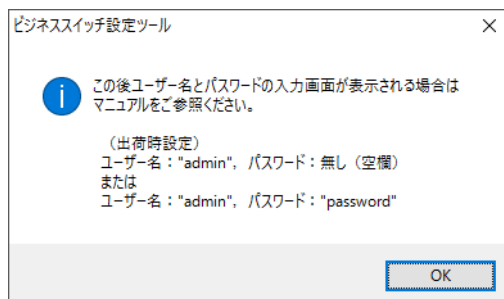 ビジネススイッチ設定ツール
この後ユーザー名とパスワードの入力画面が表示される場合は
マニュアルをご参照ください。
（出荷時設定）
ユーザー名："admin", パスワード：無し（空欄）
または
ユーザー名："admin", パスワード："password"
OK